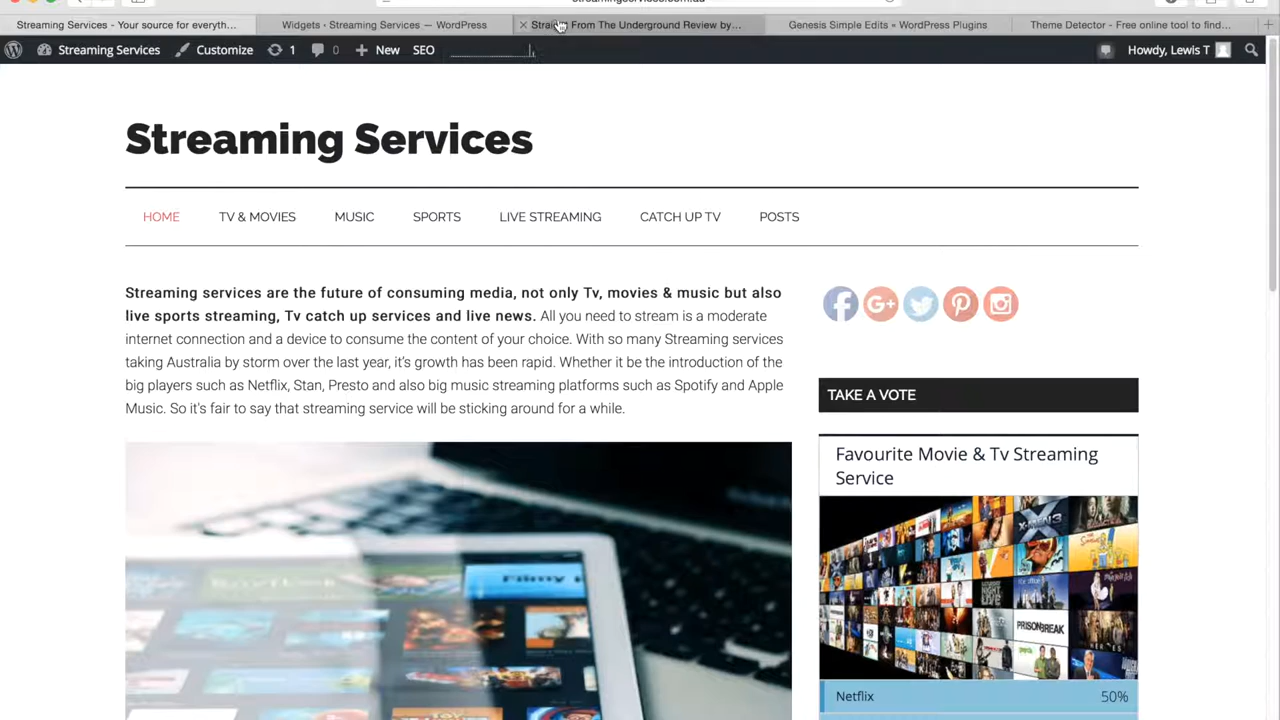 Streaming Services - Your source for everyth...
Widgets ‹ Streaming Services — WordPress
From The Underground Review by...
Genesis Simple Edits » WordPress Plugins
Theme Detector - Free online tool to find...
Streaming Services
Customize
1
0
New
SEO
Howdy, Lewis T
Streaming Services
HOME
TV & MOVIES
MUSIC
SPORTS
LIVE STREAMING
CATCH UP TV
POSTS
Streaming services are the future of consuming media, not only Tv, movies & music but also
live sports streaming, Tv catch up services and live news. All you need to stream is a moderate
internet connection and a device to consume the content of your choice. With so many Streaming services
taking Australia by storm over the last year, it's growth has been rapid. Whether it be the introduction of the
big players such as Netflix, Stan, Presto and also big music streaming platforms such as Spotify and Apple
Music. So it's fair to say that streaming service will be sticking around for a while.
TAKE A VOTE
Favourite Movie & Tv Streaming
Service
X-MEN 3
PRISON BREAK
Netflix
50%